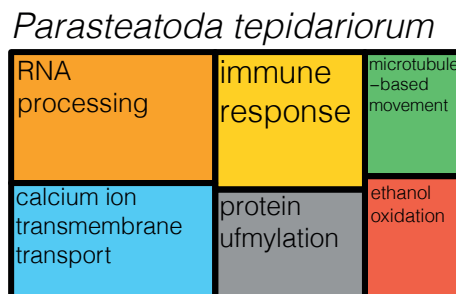 Parasteatoda tepidariorum
RNA
processing
immune
response
microtubule
−based
movement
calcium ion
transmembrane
transport
protein
ufmylation
ethanol
oxidation